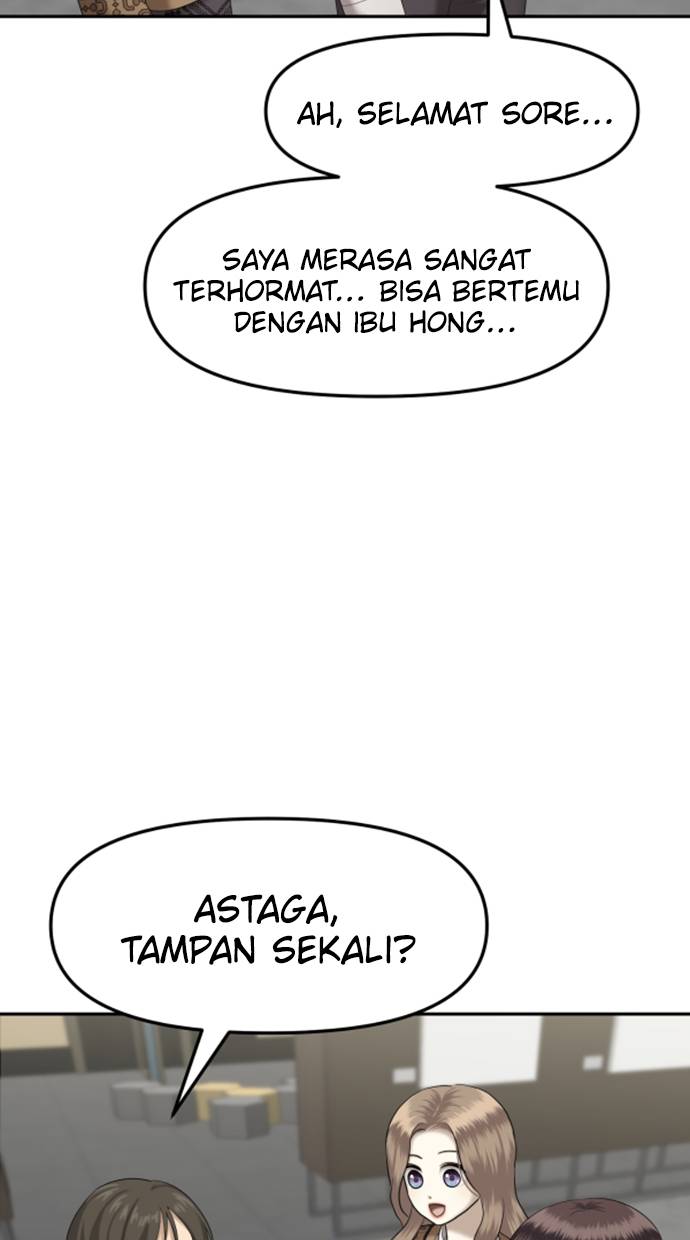 AH, SELAMAT SORE...
SAYA MERASA SANGAT
TERHORMAT... BISA BERTEMU
DENGAN IBU HONG...
ASTAGA,
TAMPAN SEKALI?